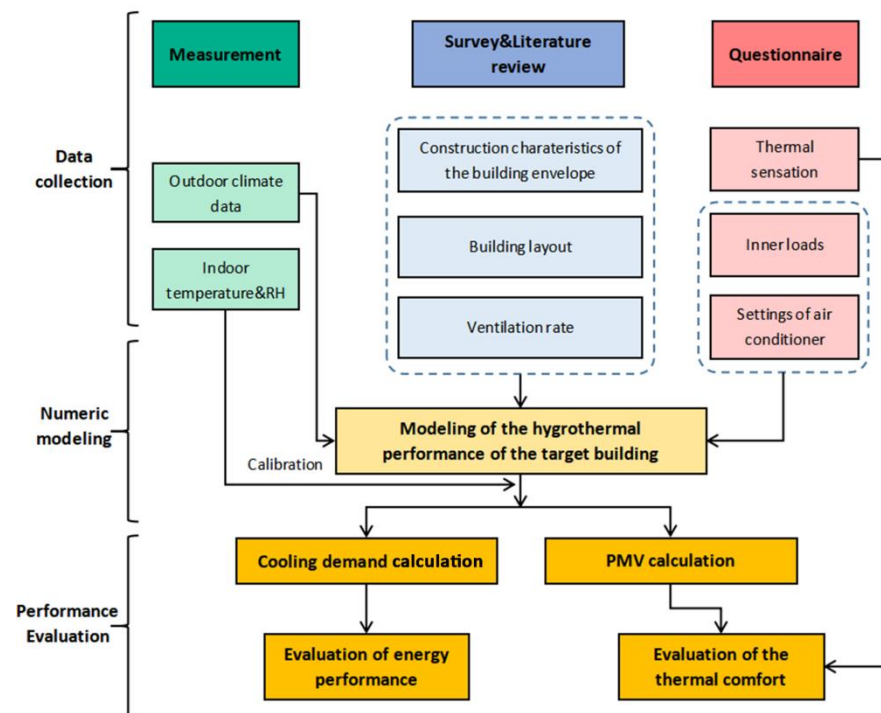 Measurement
Survey&Literature
review
Questionnaire
Data
collection
Outdoor climate
data
Indoor
temperature&RH
Construction charateristics of
the building envelope
Building layout
Ventilation rate
Thermal
sensation
Inner loads
Settings of air
conditioner
Numeric
modeling
Modeling of the hygrothermal
performance of the target building
Calibration
Performance
Evaluation
Cooling demand calculation
PMV calculation
Evaluation of energy
performance
Evaluation of the
thermal comfort